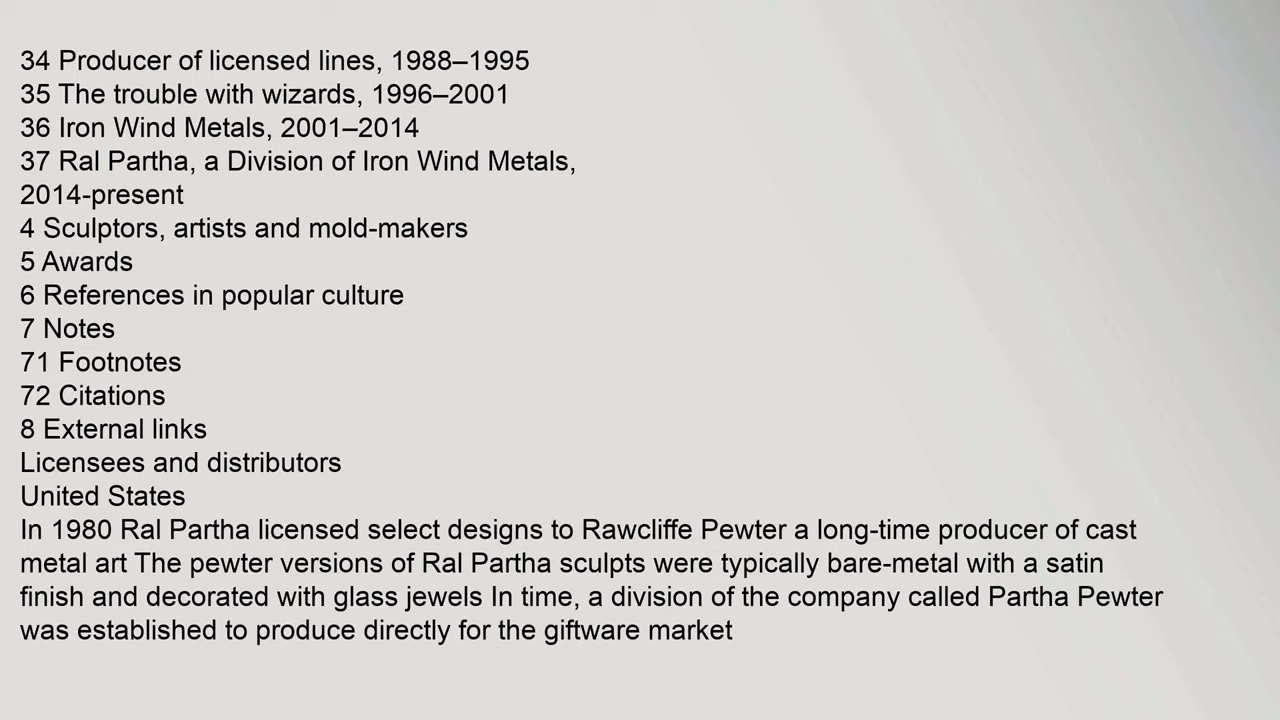 34 Producer of licensed lines, 1988–1995
35 The trouble with wizards, 1996–2001
36 Iron Wind Metals, 2001–2014
37 Ral Partha, a Division of Iron Wind Metals,
2014-present
4 Sculptors, artists and mold-makers
5 Awards
6 References in popular culture
7 Notes
71 Footnotes
72 Citations
8 External links
Licensees and distributors
United States
In 1980 Ral Partha licensed select designs to Rawcliffe Pewter a long-time producer of cast
metal art The pewter versions of Ral Partha sculpts were typically bare-metal with a satin
finish and decorated with glass jewels In time, a division of the company called Partha Pewter
was established to produce directly for the giftware market